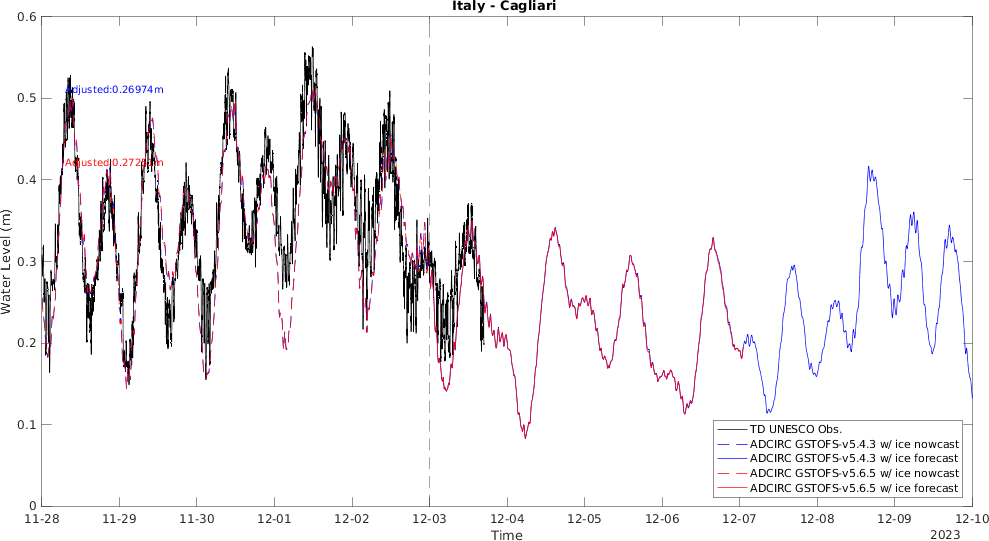 Italy - Cagliari
0.6
0.5
0.4
0.3
0.2
0.1
0
Water Level (m)
Adjusted:0.26974m
11-28
11-29
11-30
12-01
12-02
12-03
12-04
12-05
12-06
12-07
12-08
12-09
12-10
Time
2023
TD UNESCO Obs.
ADCIRC GSTOFS-v5.4.3 w/ ice nowcast
ADCIRC GSTOFS-v5.4.3 w/ ice forecast
ADCIRC GSTOFS-v5.6.5 w/ ice nowcast
ADCIRC GSTOFS-v5.6.5 w/ ice forecast